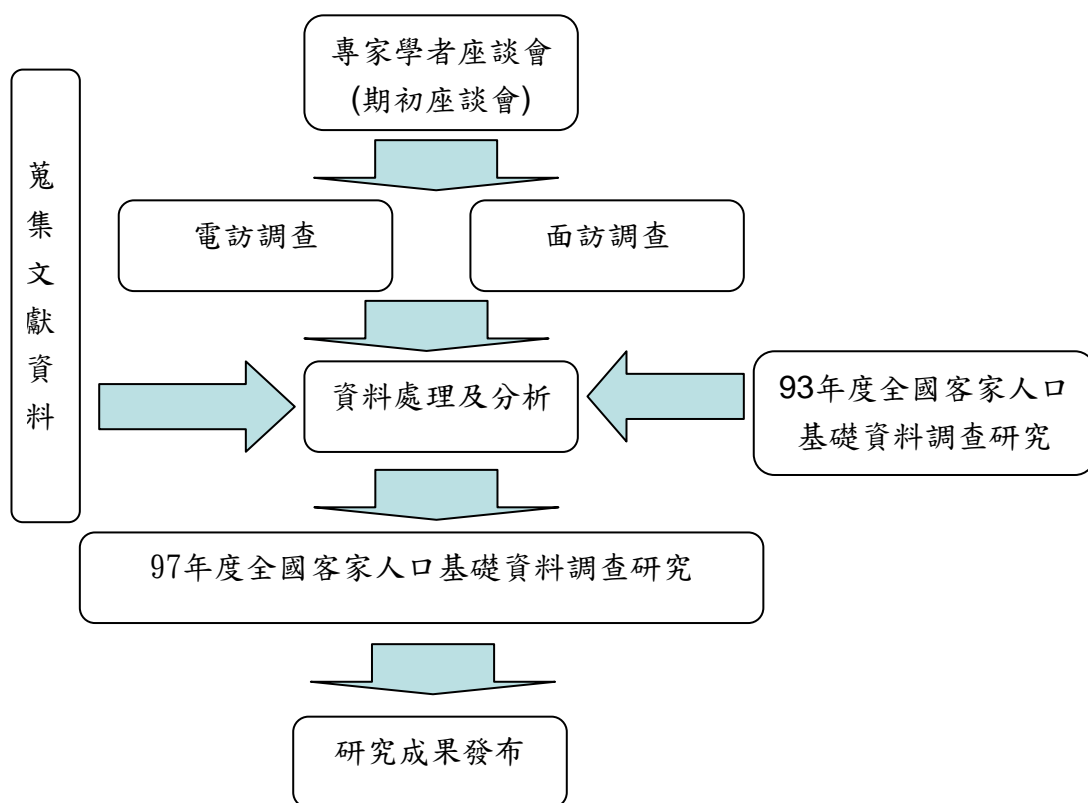 專家學者座談會
(期初座談會)
蒐集文獻資料
電訪調查
面訪調查
資料處理及分析
93年度全國客家人口
基礎資料調查研究
97年度全國客家人口基礎資料調查研究
研究成果發布